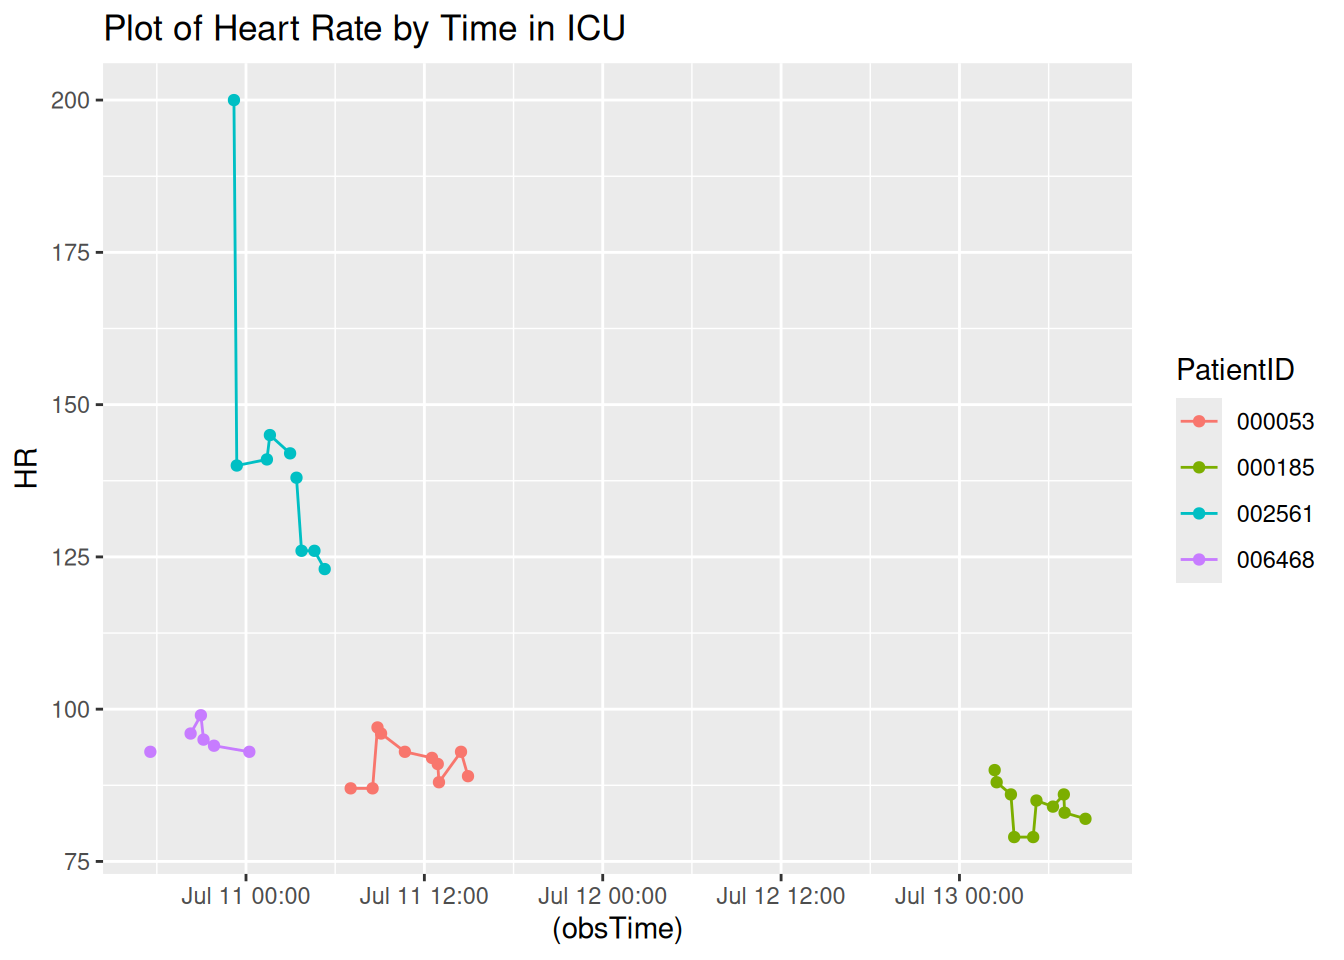 Plot of Heart Rate by Time in ICU
200
175
150
125
100
75
HR
Jul 11 00:00 Jul 11 12:00 Jul 12 00:00 Jul 12 12:00 Jul 13 00:00
(obsTime)
PatientID
000053
000185
002561
006468